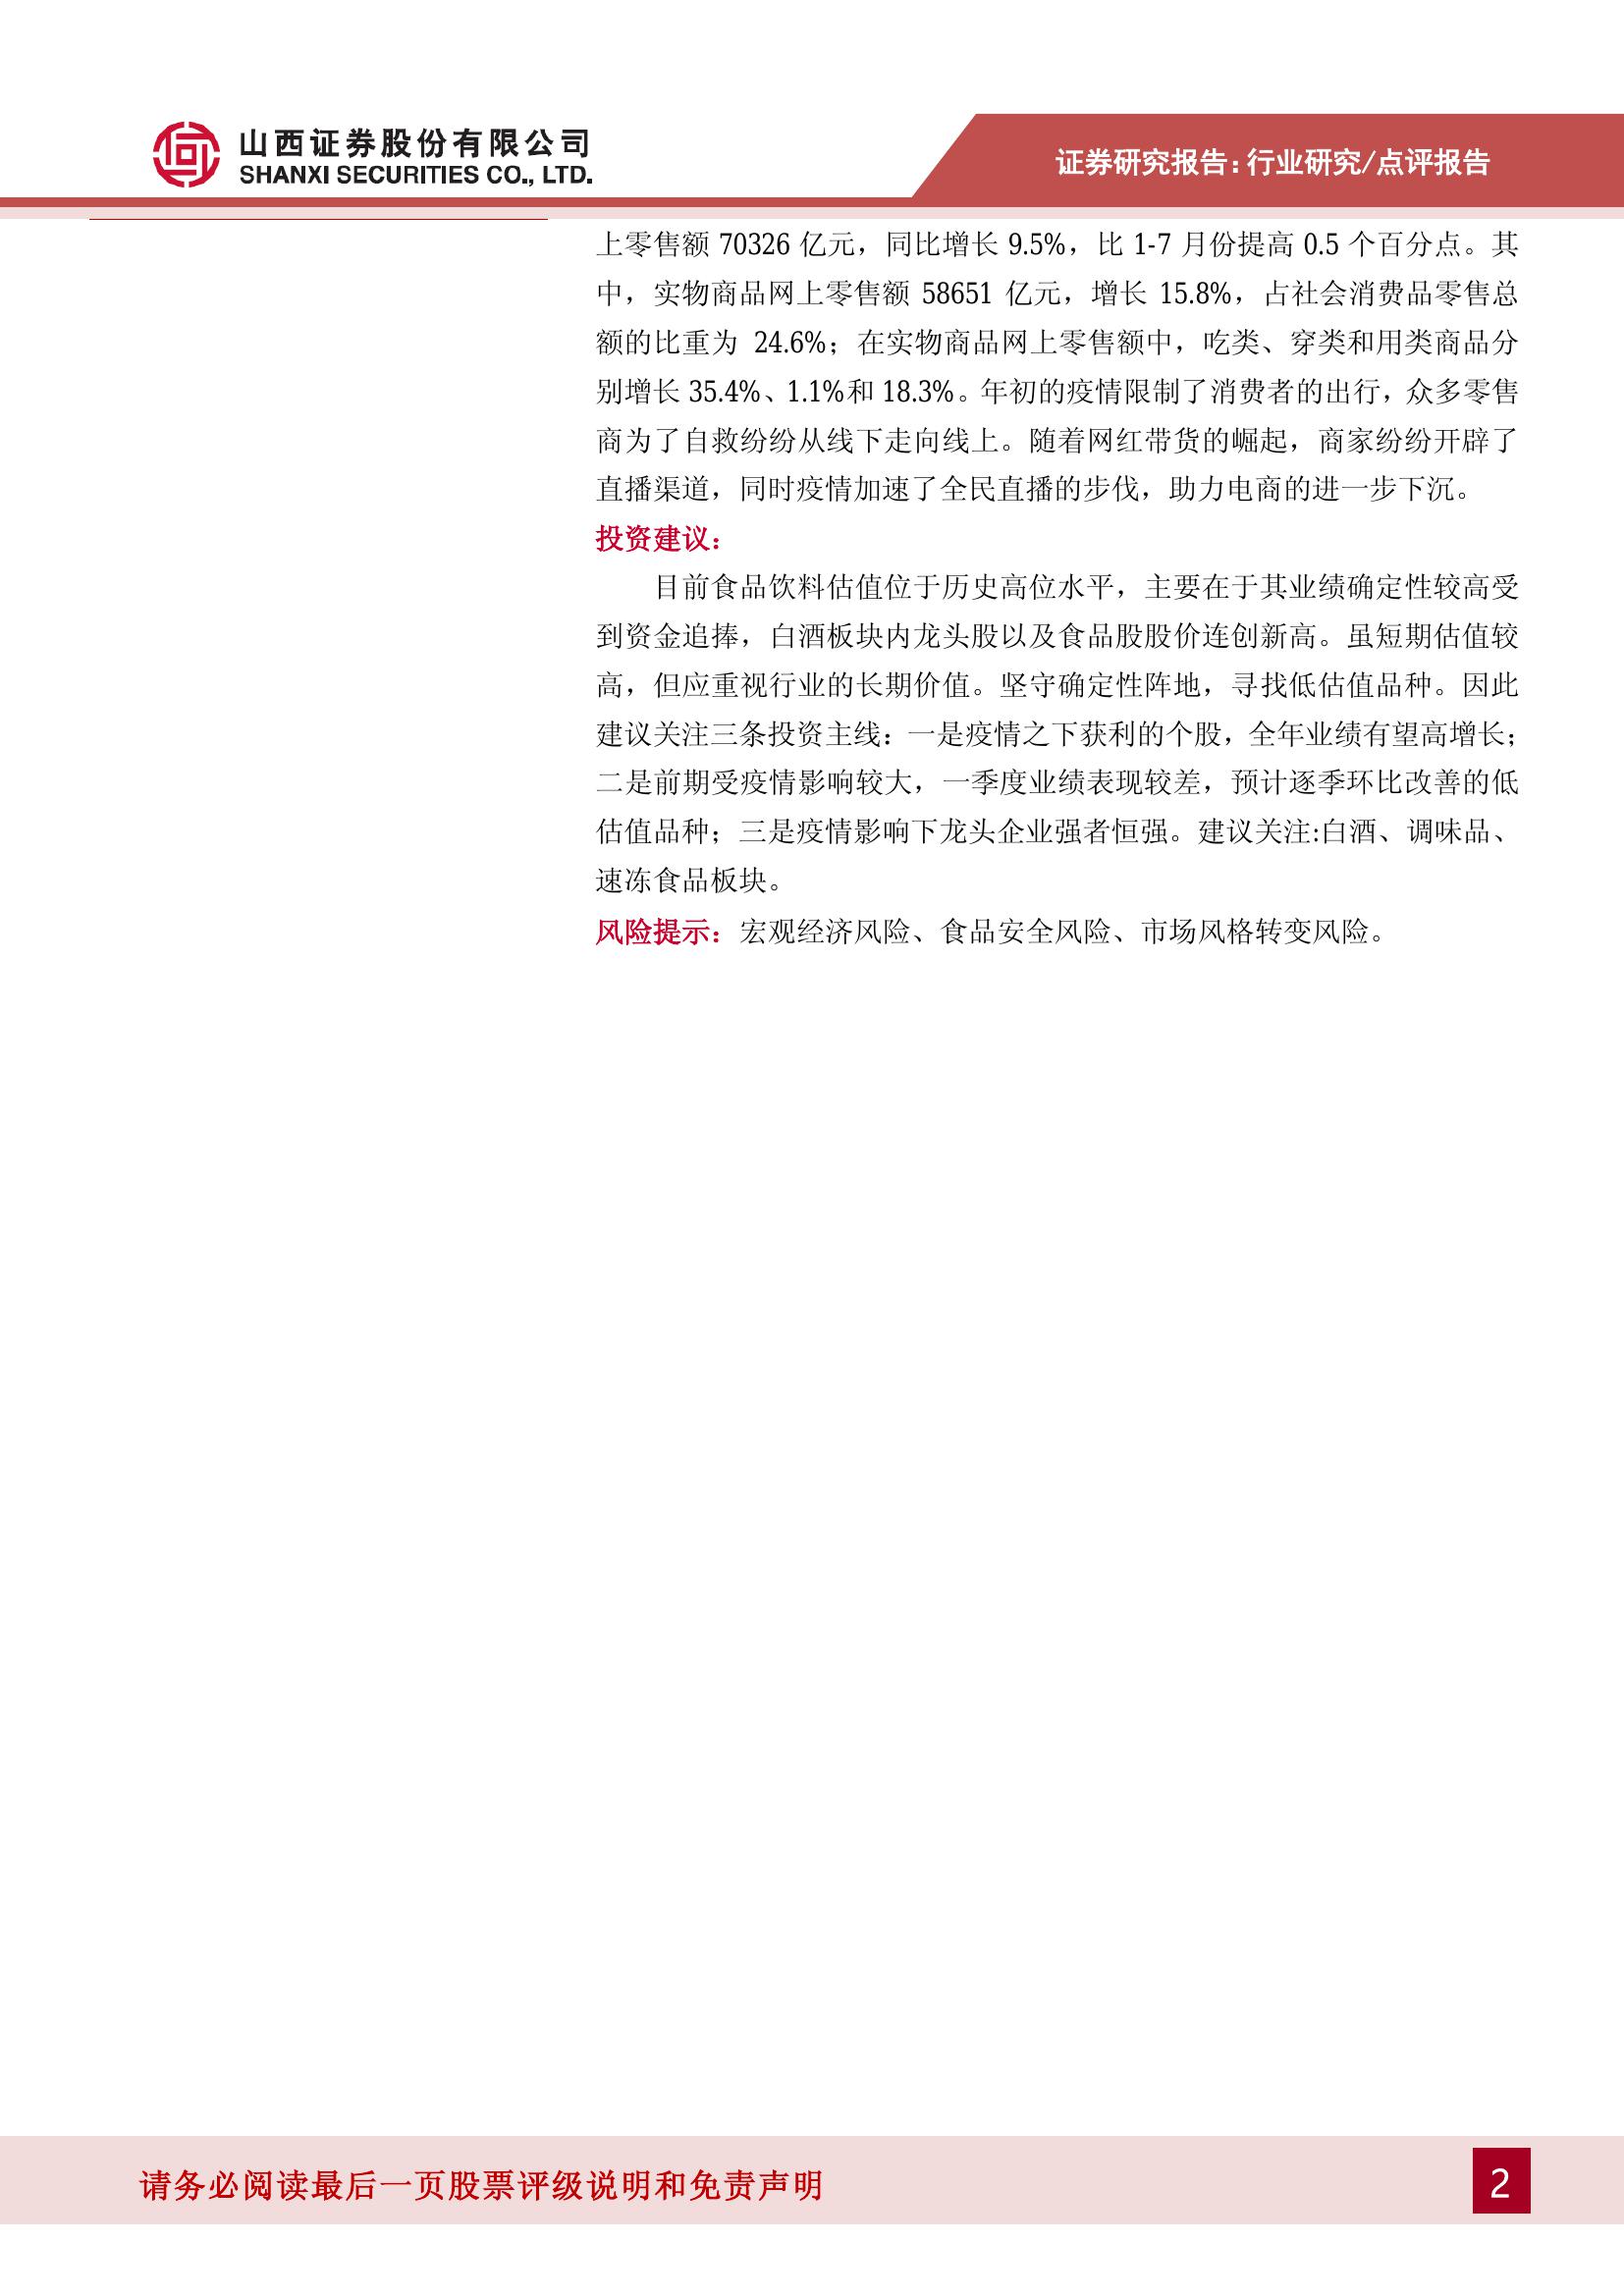 山西证券股份有限公司
SHANXI SECURITIES CO., LTD.
证券研究报告：行业研究/点评报告
上零售额 70326 亿元，同比增长 9.5%，比 1-7 月份提高 0.5 个百分点。其
中，实物商品网上零售额 58651 亿元，增长 15.8%，占社会消费品零售总
额的比重为 24.6%；在实物商品网上零售额中，吃类、穿类和用类商品分
别增长 35.4%、1.1%和 18.3%。年初的疫情限制了消费者的出行，众多零售
商为了自救纷纷从线下走向线上。随着网红带货的崛起，商家纷纷开辟了
直播渠道，同时疫情加速了全民直播的步伐，助力电商的进一步下沉。
投资建议：
目前食品饮料估值位于历史高位水平，主要在于其业绩确定性较高受
到资金追捧，白酒板块内龙头股以及食品股股价连创新高。虽短期估值较
高，但应重视行业的长期价值。坚守确定性阵地，寻找低估值品种。因此
建议关注三条投资主线：一是疫情之下获利的个股，全年业绩有望高增长；
二是前期受疫情影响较大，一季度业绩表现较差，预计逐季环比改善的低
估值品种；三是疫情影响下龙头企业强者恒强。建议关注:白酒、调味品、
速冻食品板块。
风险提示：宏观经济风险、食品安全风险、市场风格转变风险。
请务必阅读最后一页股票评级说明和免责声明
2